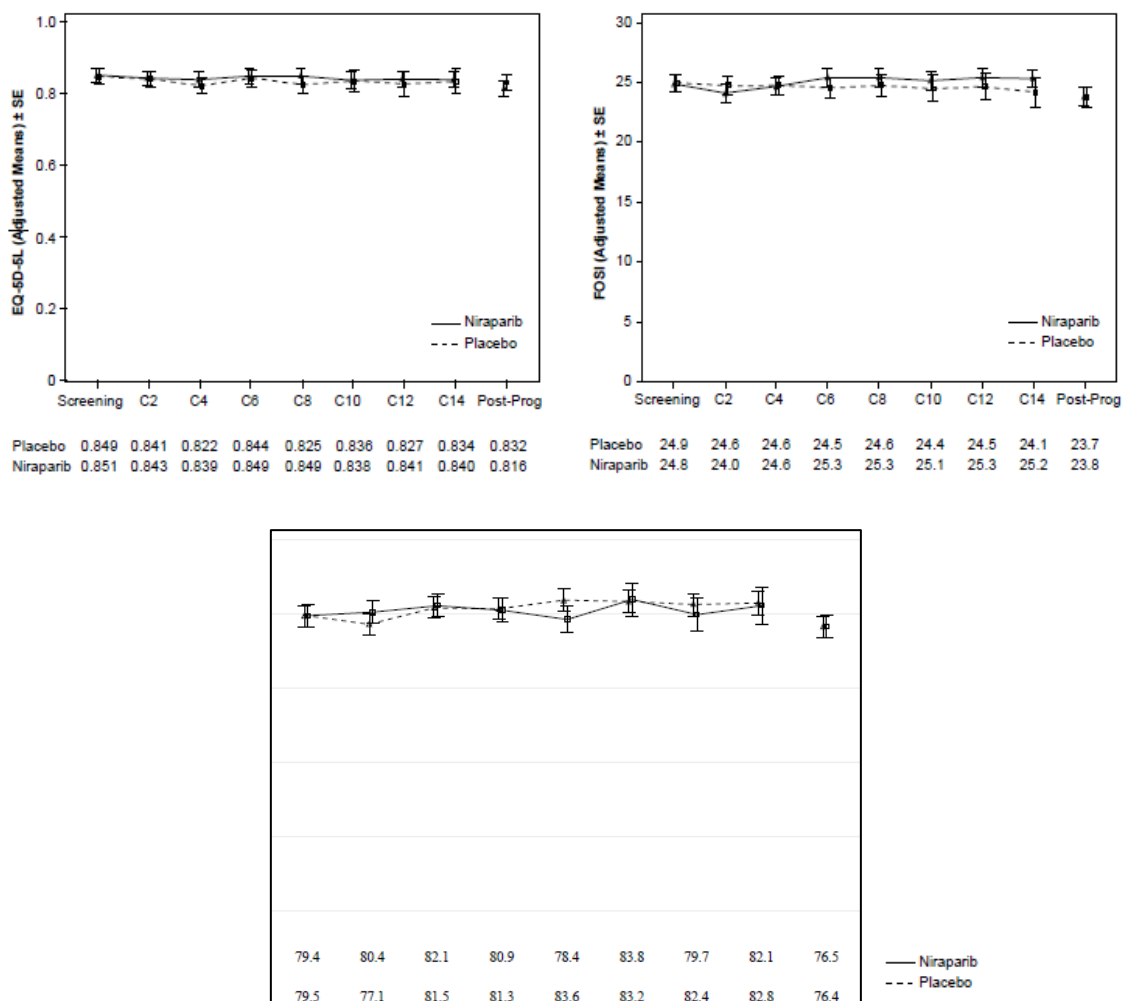 EQ-5D-5L (Adjusted Means) ± SE
1.0
0.8
0.6
0.4
0.2
0
Niraparib
Placebo
Screening C2 C4 C6 C8 C10 C12 C14 Post-Prog
Placebo 0.849 0.841 0.822 0.844 0.825 0.836 0.827 0.834 0.832
Niraparib 0.851 0.843 0.839 0.849 0.849 0.838 0.841 0.840 0.816
FOSI (Adjusted Means) ± SE
30
25
20
15
10
5
0
Niraparib
Placebo
Screening C2 C4 C6 C8 C10 C12 C14 Post-Prog
Placebo 24.9 24.6 24.6 24.5 24.6 24.4 24.5 24.1 23.7
Niraparib 24.8 24.0 24.6 25.3 25.3 25.1 25.3 25.2 23.8
79.4 80.4 82.1 80.9 78.4 83.8 79.7 82.1 76.5
79.5 77.1 81.5 81.3 83.6 83.2 82.4 82.8 76.4
Niraparib
Placebo